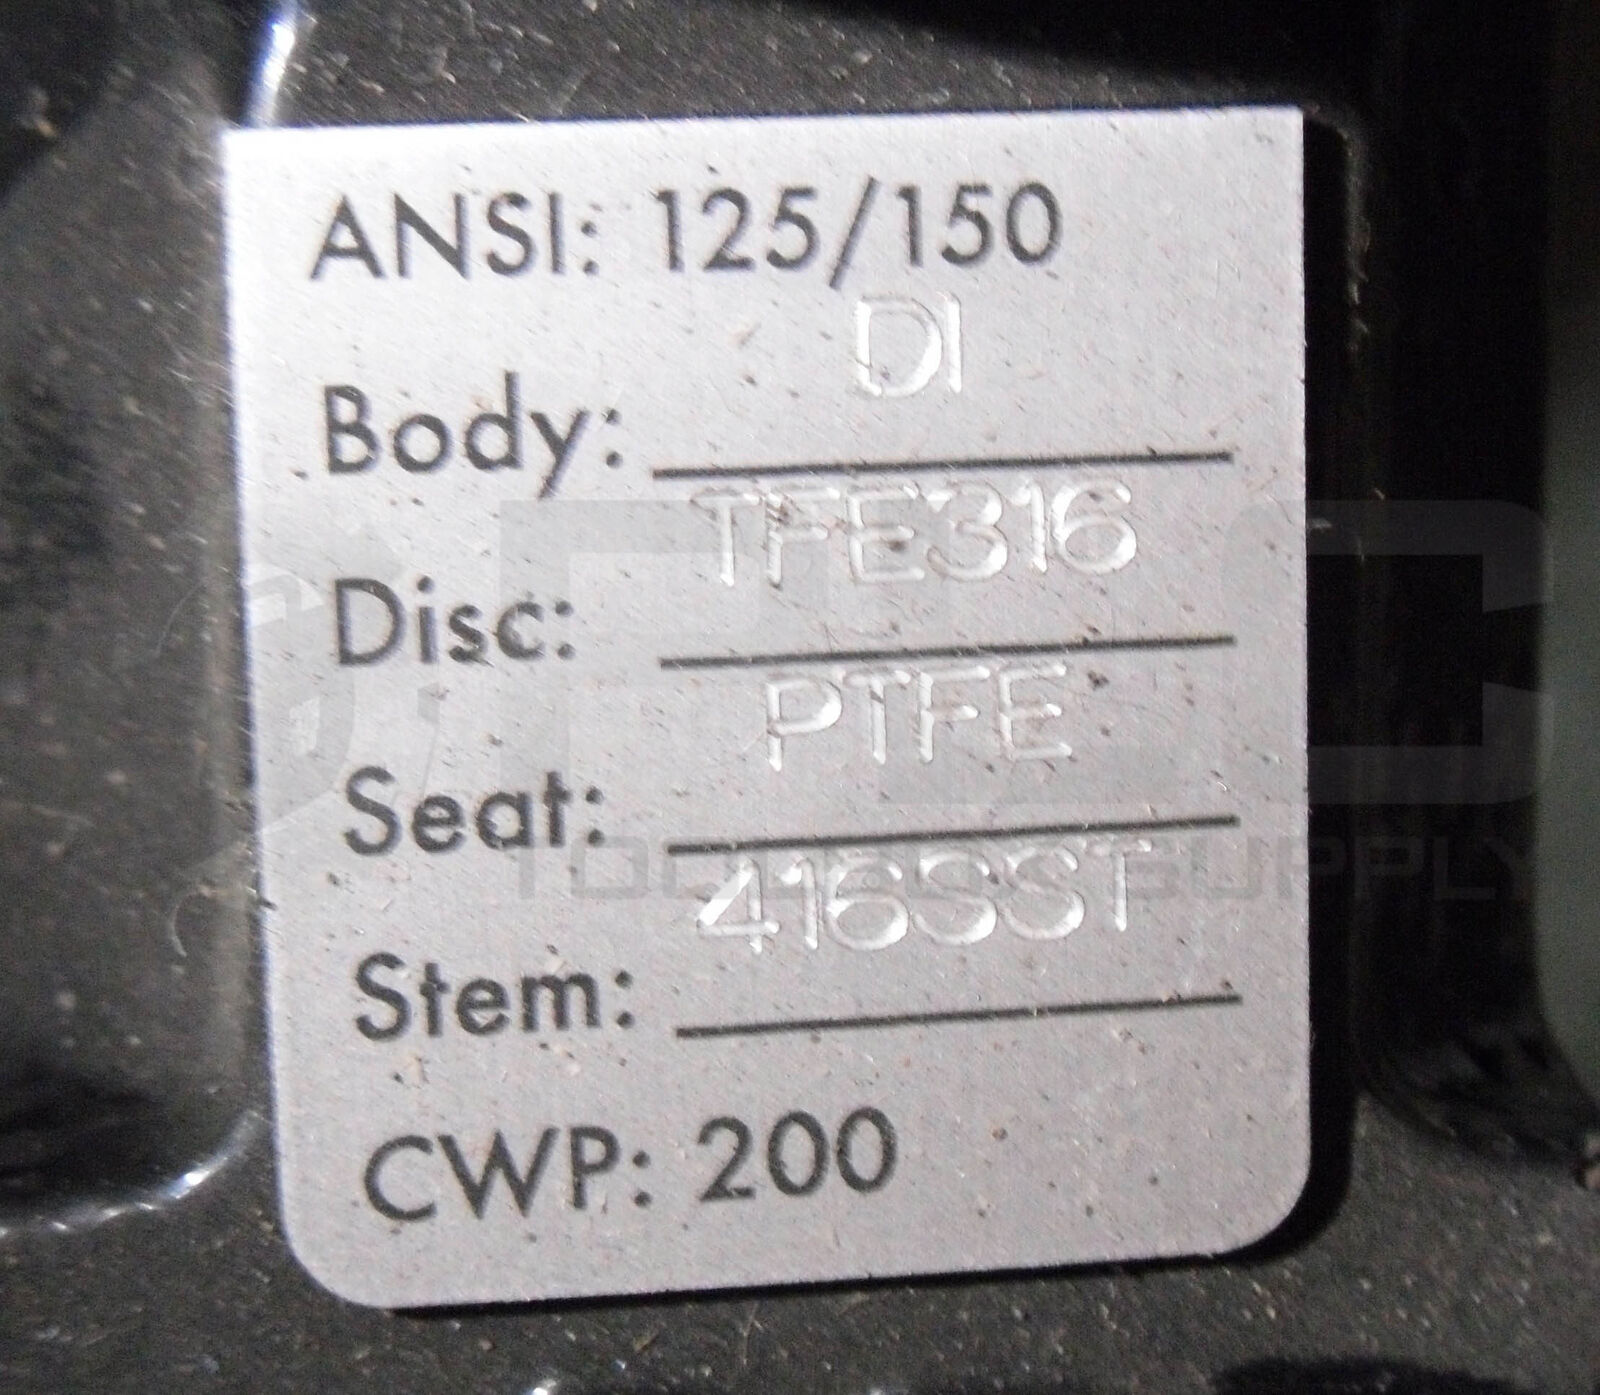 ANSI: 125/150
Body: DI
Disc: TFE316
Seat: PTFE
Stem: 416SST
CWP: 200